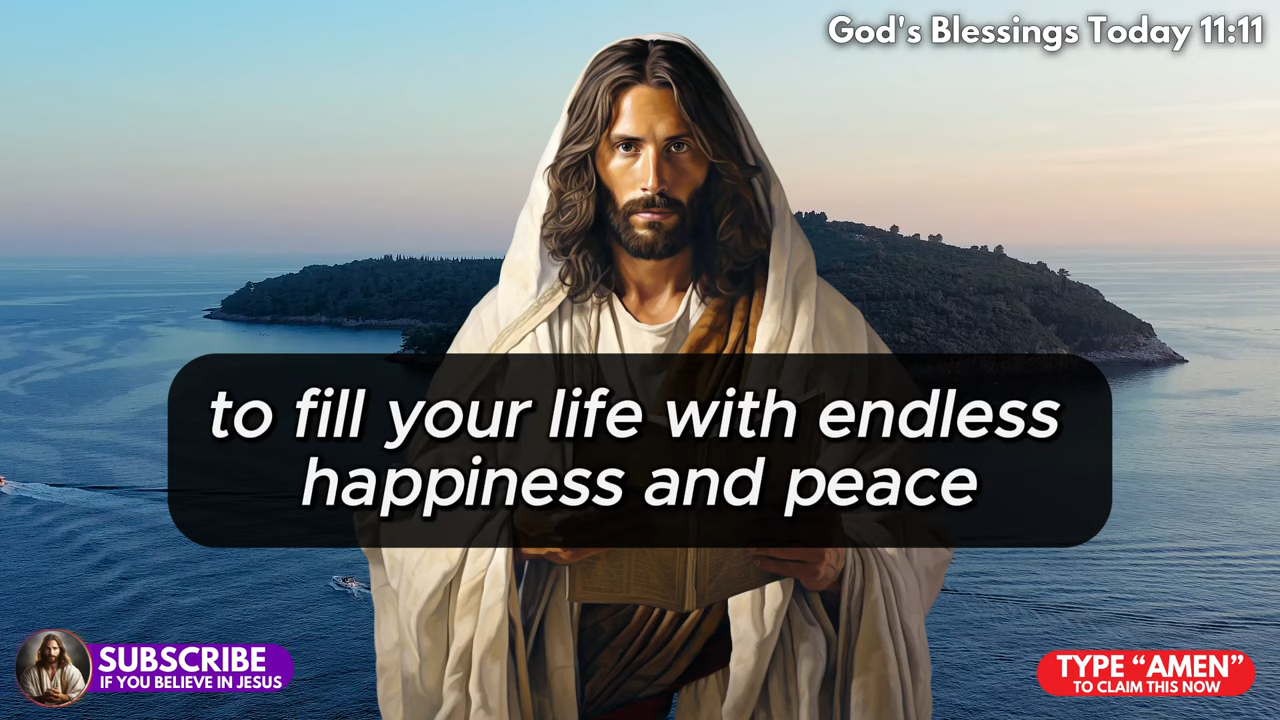 God's Blessings Today 11:11
to fill your life with endless
happiness and peace
SUBSCRIBE
IF YOU BELIEVE IN JESUS
TYPE “AMEN”
TO CLAIM THIS NOW